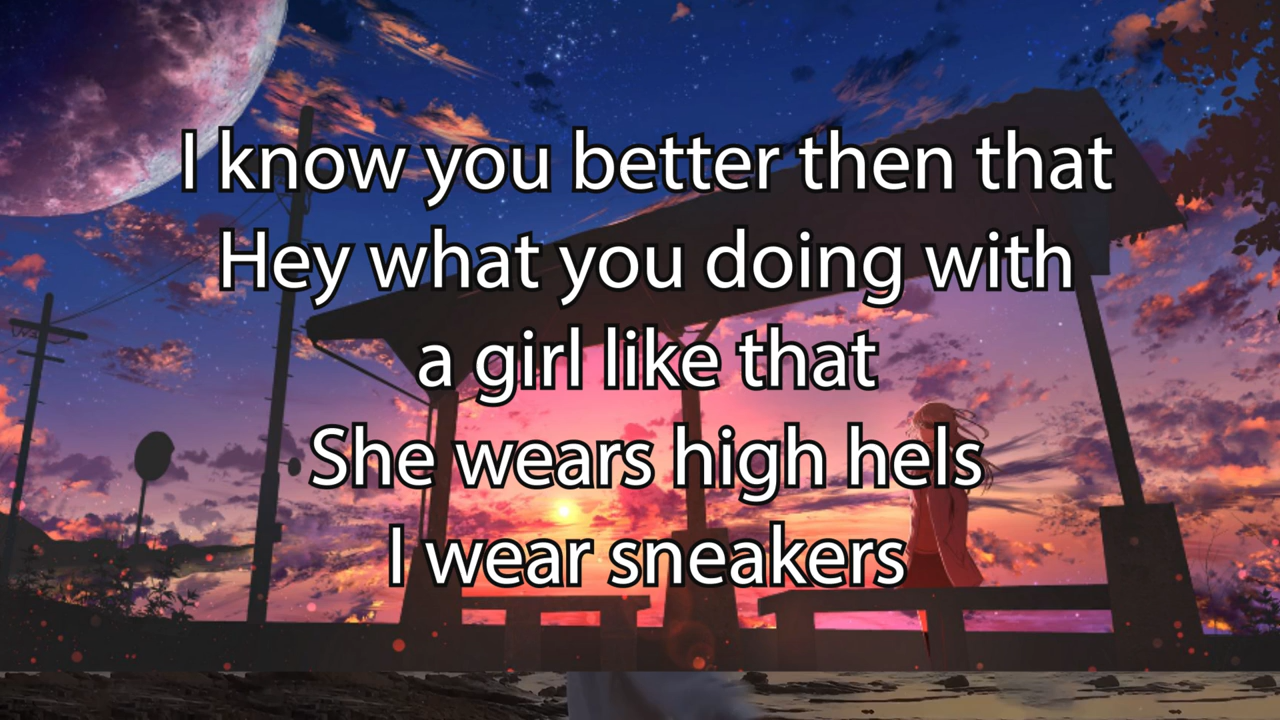 I know you better then that
Hey what you doing with
a girl like that
She wears high hels
I wear sneakers